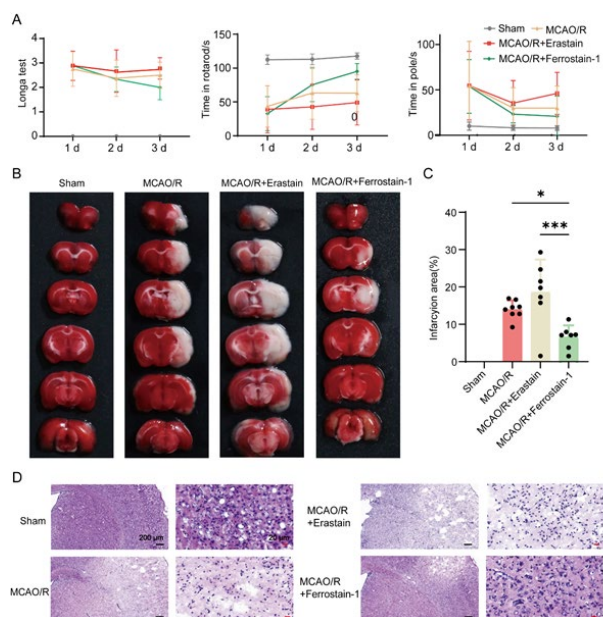 A
Sham
MCAO/R
MCAO/R+Erastain
MCAO/R+Ferrostain-1
Longa test
4
3
2
1
0
1 d
2 d
3 d
Time in rotarod/s
150
100
50
0
0
1 d
2 d
3 d
Time in pole/s
100
50
0
1 d
2 d
3 d
B
Sham
MCAO/R
MCAO/R+Erastain
MCAO/R+Ferrostain-1
C
*
***
Infarcyion area(%)
40
30
20
10
0
Sham
MCAO/R
MCAO/R+Erastain
MCAO/R+Ferrostain-1
D
Sham
200 μm
20 μm
MCAO/R
+Erastain
MCAO/R
MCAO/R
+Ferrostain-1